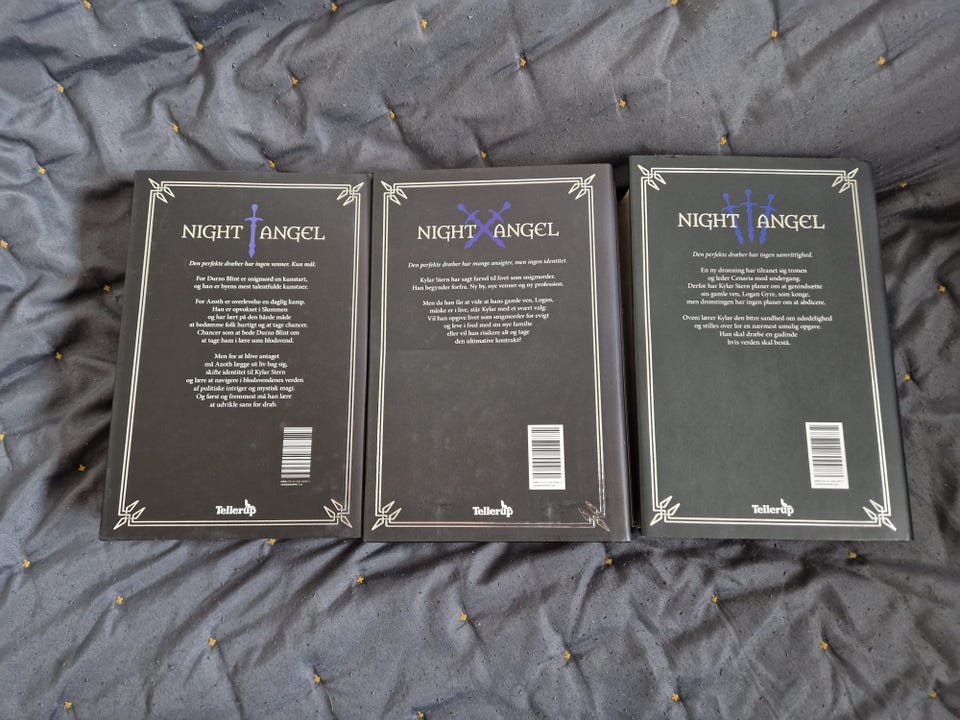 NIGHT ANGEL
Den perfekte dræber har ingen venner. Kun mål.
For Durzo Blint er snigmord en kunstart,
og han er byens mest talentfulde kunstner.
For Azoth er overlevelse en daglig kamp.
Han er opvokset i Slummen
og har lært på den hårde måde
at bedømme folk hurtigt og at tage chancer.
Chancer som at bede Durzo Blint om
at tage ham i lære som blodsvend.
Men for at blive antaget
må Azoth lægge sit liv bag sig,
skifte identitet til Kylar Stern
og lære at navigere i blodsvendenes verden
af politiske intriger og mystisk magi.
Og først og fremmest må han lære
at udvikle sans for drab.
Tellerup
NIGHT ANGEL
Den perfekte dræber har mange ansigter, men ingen identitet.
Kylar Stern har sagt farvel til livet som snigmorder.
Han begynder forfra. Ny by, nye venner og ny profession.
Men da han får at vide at hans gamle ven, Logan,
måske er i live, står Kylar med et svært valg:
Vil han opgive livet som snigmorder for evigt
og leve i fred med sin nye familie
eller vil han risikere alt og tage
den ultimative kontrakt?
Tellerup
NIGHT ANGEL
Den perfekte dræber har ingen samvittighed.
En ny dronning har tilranet sig tronen
og leder Cenaria mod undergang.
Derfor har Kylar Stern planer om at genindsætte
sin gamle ven, Logan Gyre, som konge,
men dronningen har ingen planer om at abdicere.
Oveni lærer Kylar den bitre sandhed om udødelighed
og stilles over for en nærmest umulig opgave.
Han skal dræbe en gudinde
hvis verden skal bestå.
Tellerup